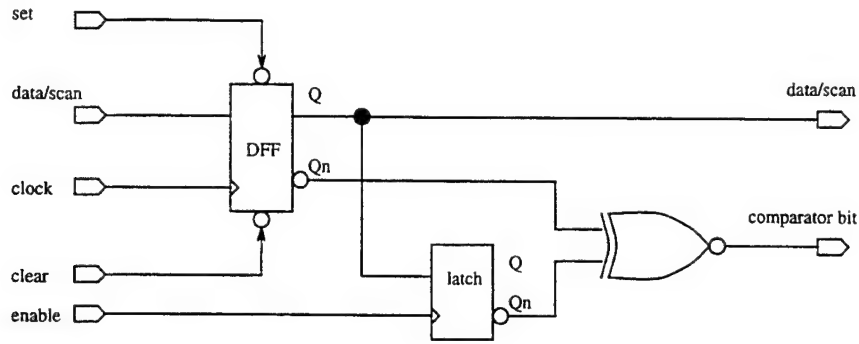 set
data/scan
Q
data/scan
DFF
Qn
clock
comparator bit
clear
latch
Q
Qn
enable